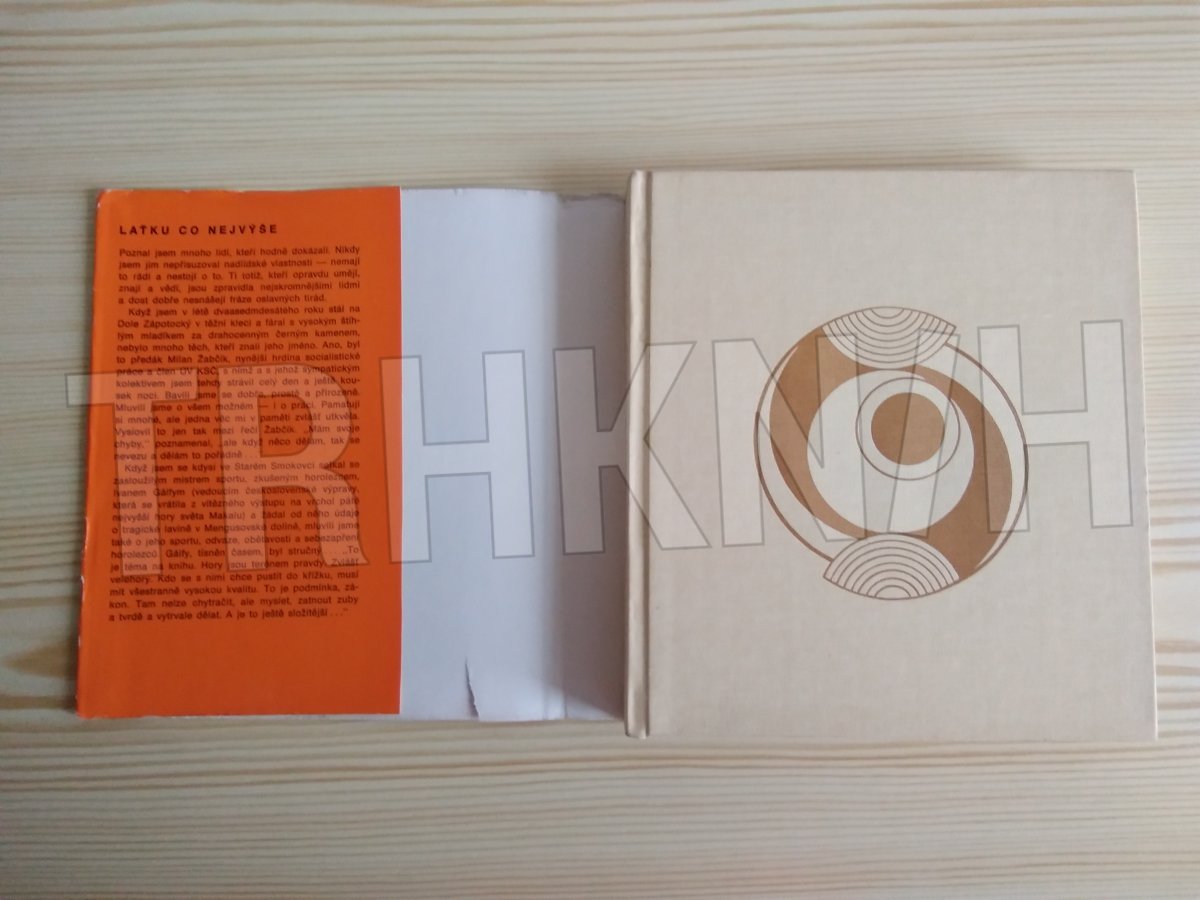 LAŤKU CO NEJVÝŠE
Poznal jsem mnoho lidí, kteří hodně dokázali. Nikdy
jsem jim nepřisuzoval nadlidské vlastnosti — nemají
to rádi a nestojí o to. Ti totiž, kteří opravdu umějí,
znají a vědí, jsou zpravidla nejskromnějšími lidmi
a dost dobře nesnášejí fráze oslavných tirád.
Když jsem v létě dvaasedmdesátého roku stál na
Dole Zápotocký v těžní kleci a fáral s vysokým štíh-
lým mladíkem za drahocenným černým kamenem,
nebylo mnoho těch, kteří znali jeho jméno. Ano, byl
to předák Milan Žabčík, nynější hrdina socialistické
práce a člen ÚV KSČ, s nímž a s jehož sympatickým
kolektivem jsem tehdy strávil celý den a ještě kou-
sek noci. Bavili jsme se dobře, prostě a přirozeně.
Mluvili jsme o všem možném — i o práci. Pamatuji
si mnohé, ale jedna věc mi v paměti zvlášť utkvěla.
Vyslovil to jen tak mezi řečí Žabčík. „Mám svoje
chyby,“ poznamenal, „ale když něco dělám, tak se
nevezu a dělám to pořádně . . .“
Když jsem se kdysi ve Starém Smokovci setkal se
zasloužilým mistrem sportu, zkušeným horolezcem,
Ivanem Gálfym (vedoucím československé výpravy,
která se vrátila z vítězného výstupu na vrchol páté
nejvyšší hory světa Makalú) a žádal od něho údaje
o tragické lavině v Mengusovské dolině, mluvili jsme
také o jeho sportu, odvaze, obětavosti a sebezapření
horolezců. Gálfy, tísněn časem, byl stručný . . . „To
je téma na knihu. Hory jsou terénem pravdy. Zvlášť
velehory. Kdo se s nimi chce pustit do křížku, musí
mít všestranně vysokou kvalitu. To je podmínka, zá-
kon. Tam nelze chytračit, ale myslet, zatnout zuby
a tvrdě a vytrvale dělat. A je to ještě složitější . . .“
TRHKNIH